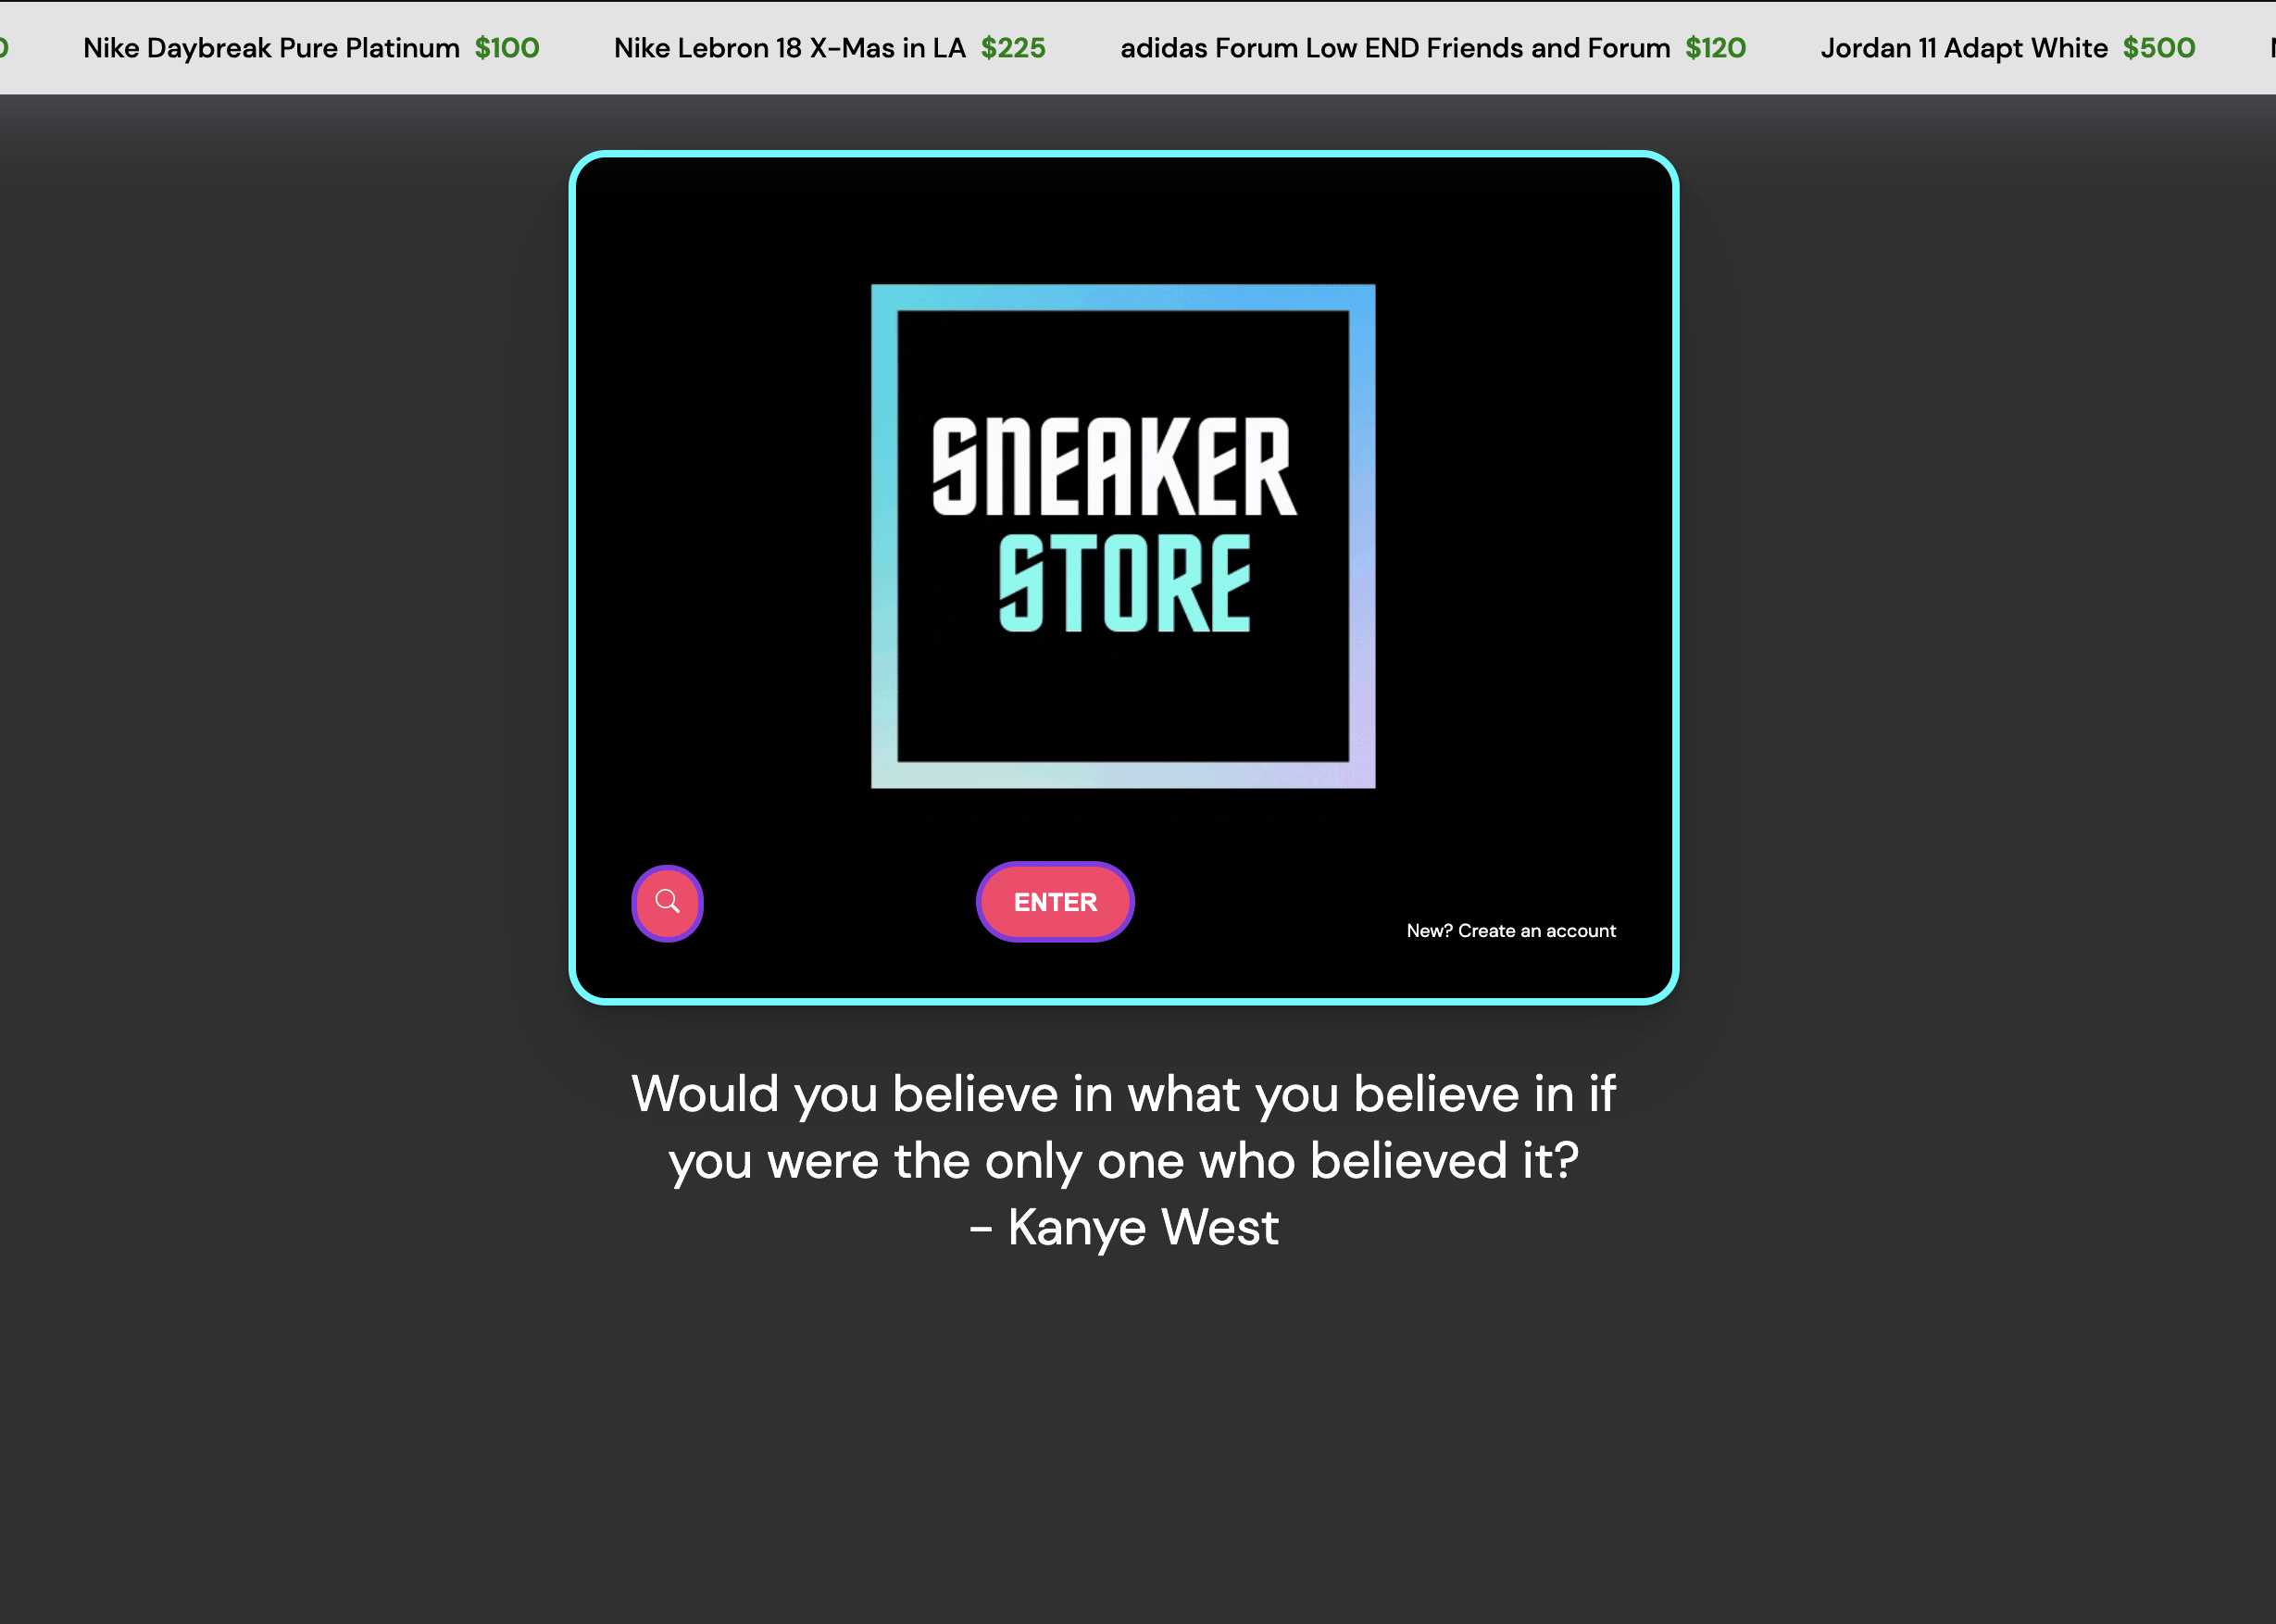 Nike Daybreak Pure Platinum $100 Nike Lebron 18 X-Mas in LA $225 adidas Forum Low END Friends and Forum $120 Jordan 11 Adapt White $500
SNEAKER
STORE
ENTER
New? Create an account
Would you believe in what you believe in if
you were the only one who believed it?
– Kanye West